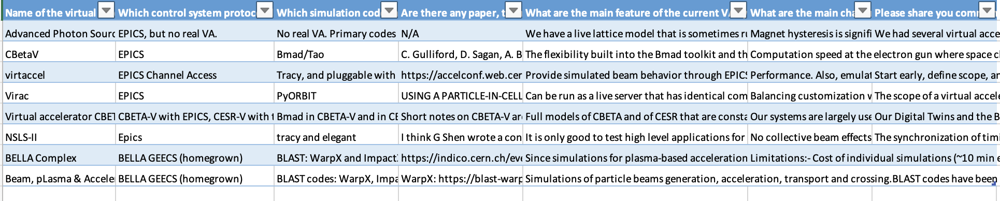 Name of the virtual Which control system protoc Which simulation cod Are there any paper, t What are the main feature of the current V What are the main cha Please share you com
Advanced Photon Sourc EPICS, but no real VA. No real VA. Primary codes N/A We have a live lattice model that is sometimes ru Magnet hysteresis is signifi We had several virtual acce
CBetaV EPICS Bmad/Tao C. Gulliford, D. Sagan, A. B The flexibility built into the Bmad toolkit and th Computation speed at the electron gun where space c
virtaccel EPICS Channel Access Tracy, and pluggable with https://accelconf.web.cer Provide simulated beam behavior through EPICS Performance. Also, emulat Start early, define scope, an
Virac EPICS PyORBIT USING A PARTICLE-IN-CELL Can be run as a live server that has identical com Balancing customization v The scope of a virtual accele
Virtual accelerator CBET CBETA-V with EPICS, CESR-V with t Bmad in CBETA-V and in CE Short notes on CBETA-V are Full models of CBETA and of CESR that are consta Our systems are largely use Our Digital Twins and the B
NSLS-II Epics tracy and elegant I think G Shen wrote a con It is only good to test high level applications for No collective beam effects The synchronization of timi
BELLA Complex BELLA GEECS (homegrown) BLAST: WarpX and Impact https://indico.cern.ch/eve Since simulations for plasma-based acceleration Limitations:- Cost of individual simulations (~10 min e
Beam, pLasma & Acceler BELLA GEECS (homegrown) BLAST codes: WarpX, Impa WarpX: https://blast-warp Simulations of particle beams generation, acceleration, transport and crossing.BLAST codes have been